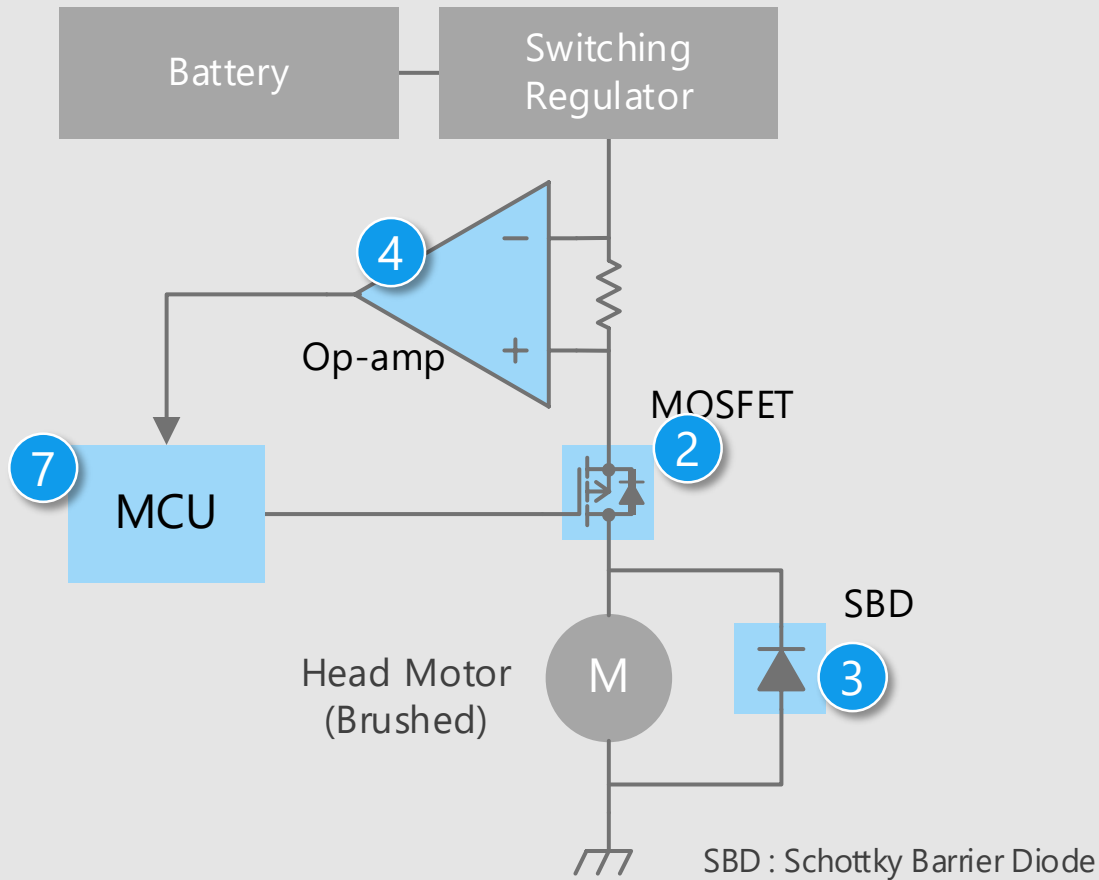 Battery
Switching
Regulator
4
−
+
Op-amp
MOSFET
2
7
MCU
SBD
3
Head Motor
(Brushed)
M
SBD : Schottky Barrier Diode